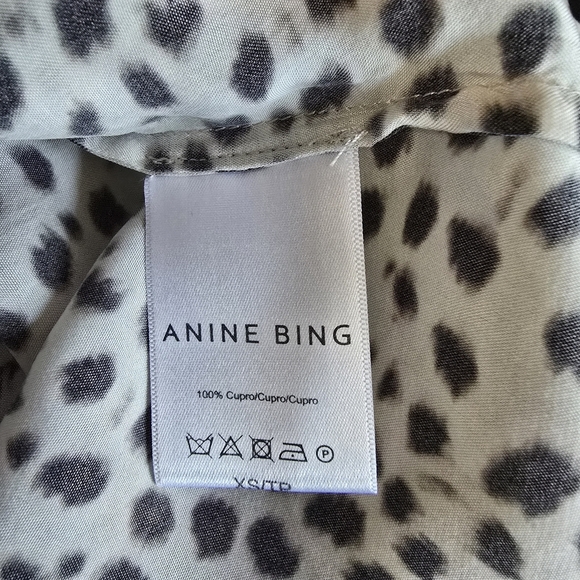 ANINE BING
100% Cupro/Cupro/Cupro
P
XS/TP